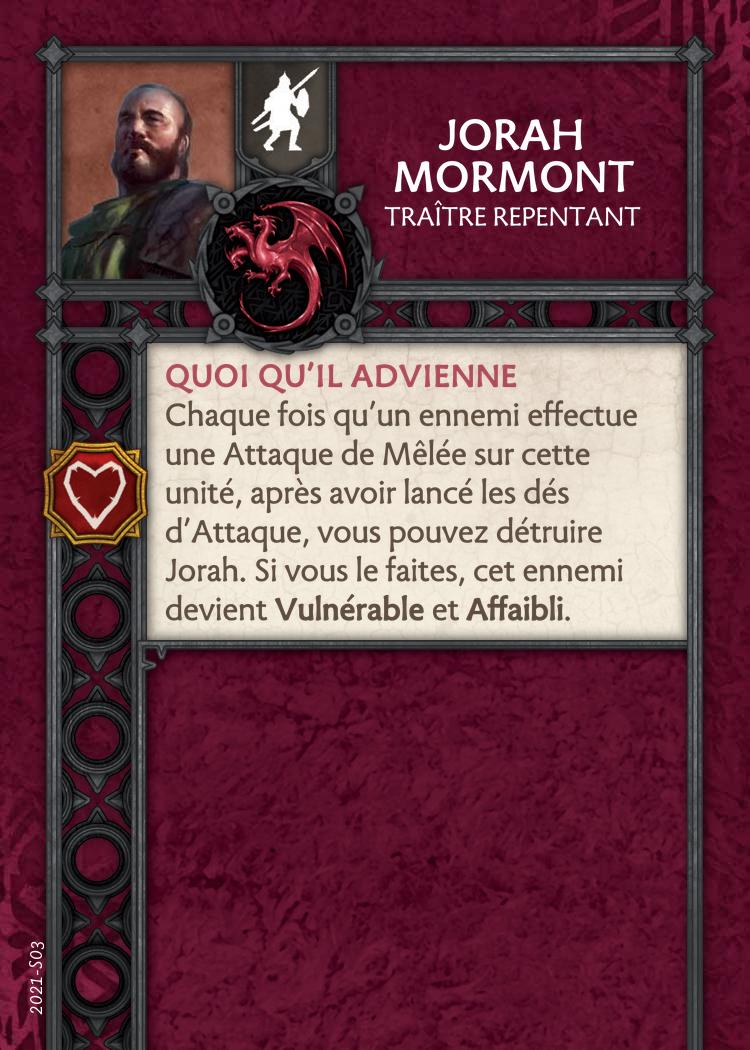 JORAH
MORMONT
TRAÎTRE REPENTANT
QUOI QU'IL ADVIENNE
Chaque fois qu'un ennemi effectue
une Attaque de Mêlée sur cette
unité, après avoir lancé les dés
d'Attaque, vous pouvez détruire
Jorah. Si vous le faites, cet ennemi
devient Vulnérable et Affaibli.
2021-S03